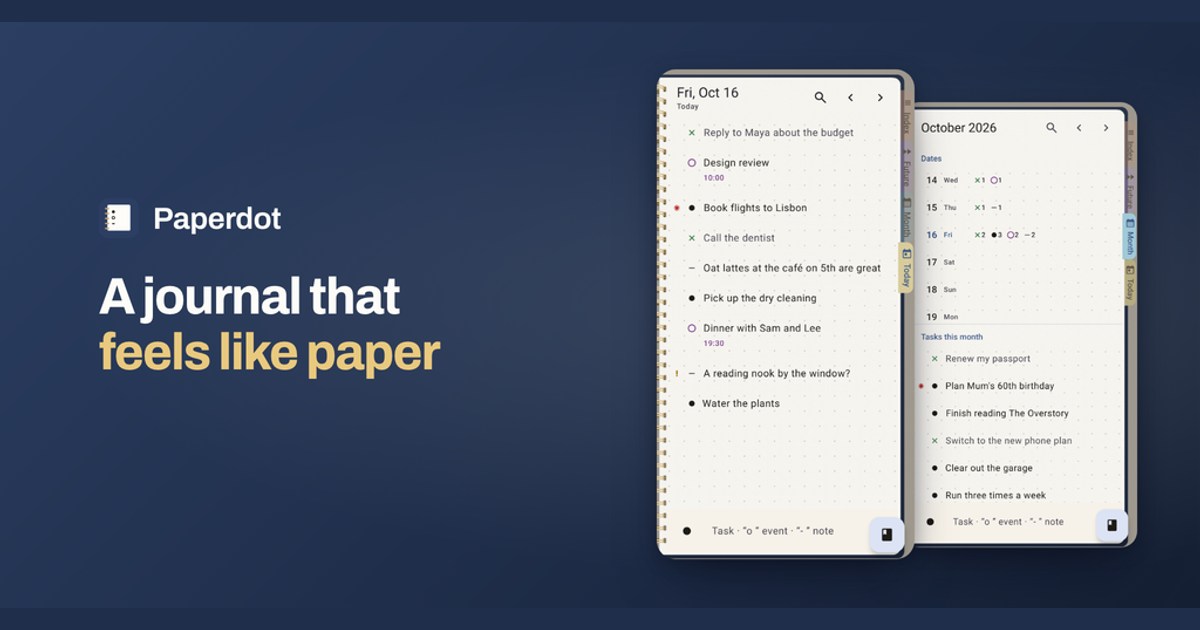 Paperdot
A journal that
feels like paper
Fri, Oct 16
Today
× Reply to Maya about the budget
Design review
10:00
● Book flights to Lisbon
× Call the dentist
– Oat lattes at the café on 5th are great
● Pick up the dry cleaning
Dinner with Sam and Lee
19:30
! – A reading nook by the window?
● Water the plants
● Task · "o " event · "- " note
Index
Future
Month
Today
October 2026
Dates
14 Wed ×1 ○1
15 Thu ×1 –1
16 Fri ×2 ●3 ○2 –2
17 Sat
18 Sun
19 Mon
Tasks this month
× Renew my passport
● Plan Mum's 60th birthday
● Finish reading The Overstory
× Switch to the new phone plan
● Clear out the garage
● Run three times a week
● Task · "o " event · "- " note
Index
Future
Month
Today